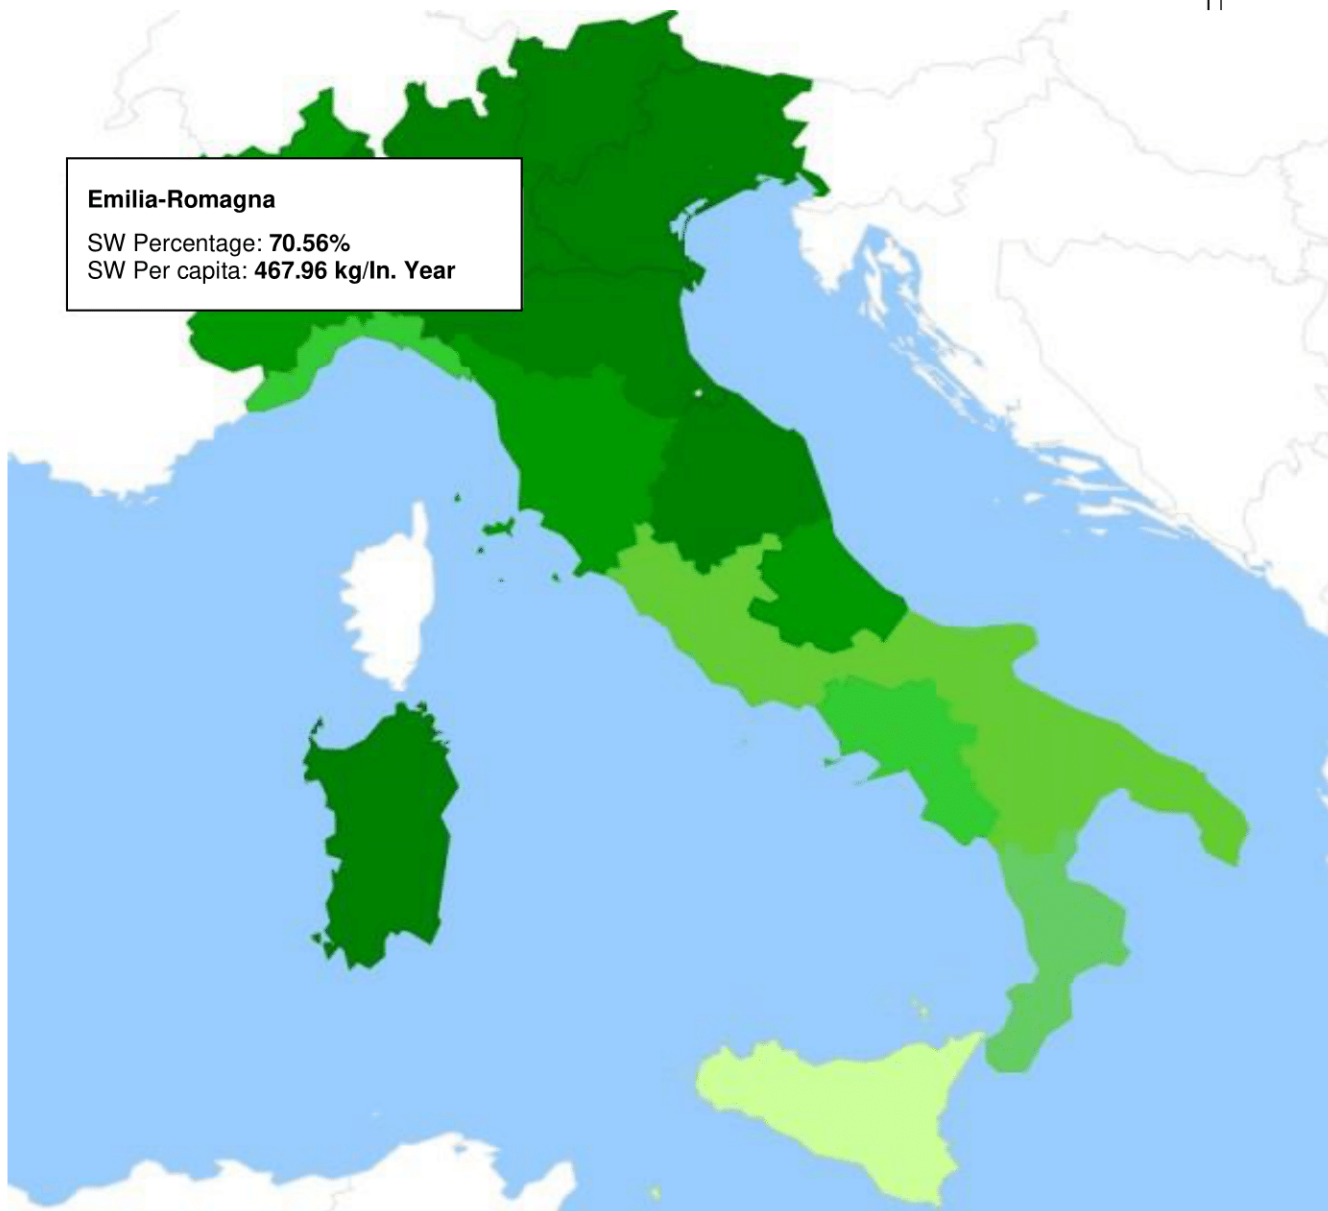 Emilia-Romagna
SW Percentage: 70.56%
SW Per capita: 467.96 kg/In. Year